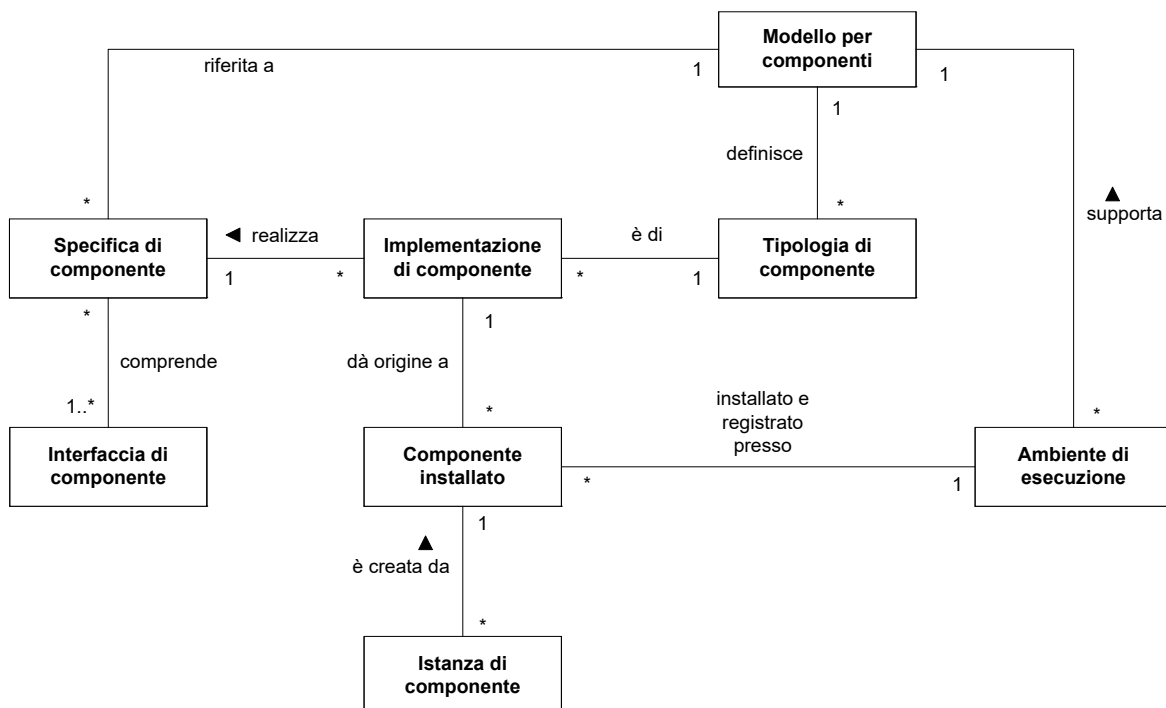 Modello per
componenti
riferita a
1
1
1
definisce
*
*
supporta
Specifica di
componente
realizza
1
*
Implementazione
di componente
è di
*
1
Tipologia di
componente
*
1
comprende
dà origine a
1..*
*
installato e
registrato
presso
*
Interfaccia di
componente
Componente
installato
*
1
Ambiente di
esecuzione
1
è creata da
*
Istanza di
componente